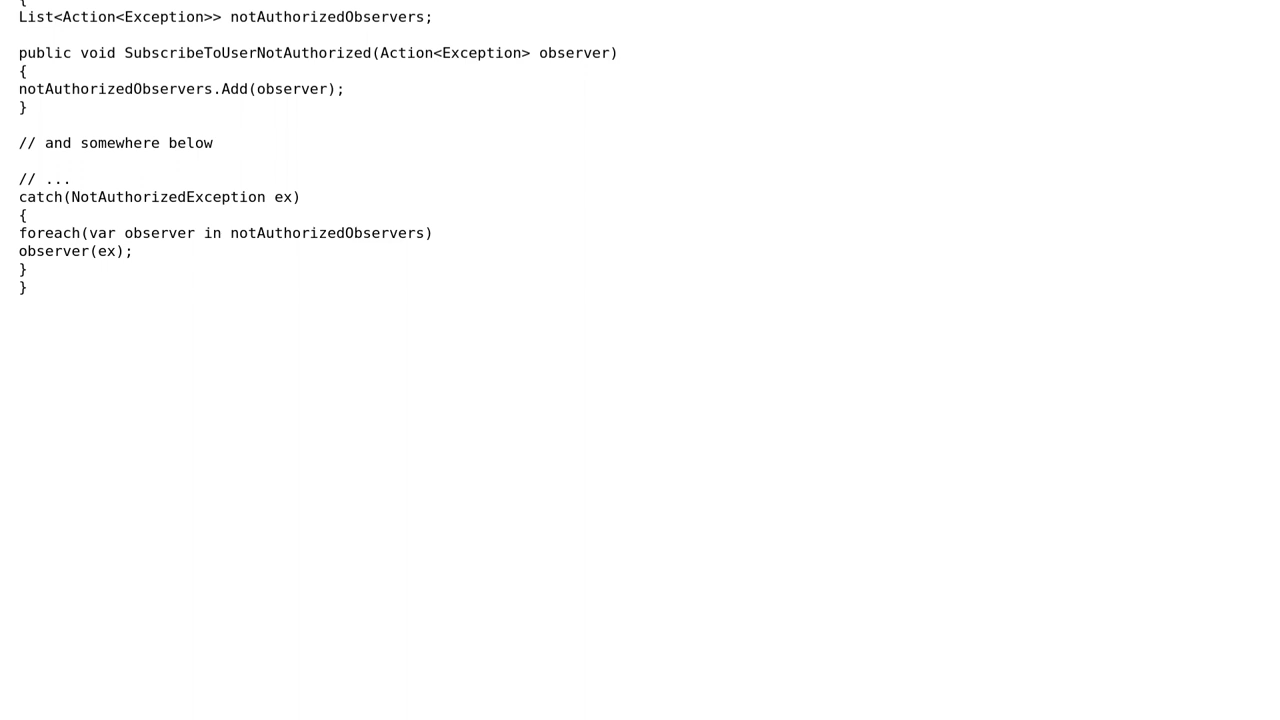 {
List<Action<Exception>> notAuthorizedObservers;
public void SubscribeToUserNotAuthorized(Action<Exception> observer)
{
notAuthorizedObservers.Add(observer);
}
// and somewhere below
// ...
catch(NotAuthorizedException ex)
{
foreach(var observer in notAuthorizedObservers)
observer(ex);
}
}